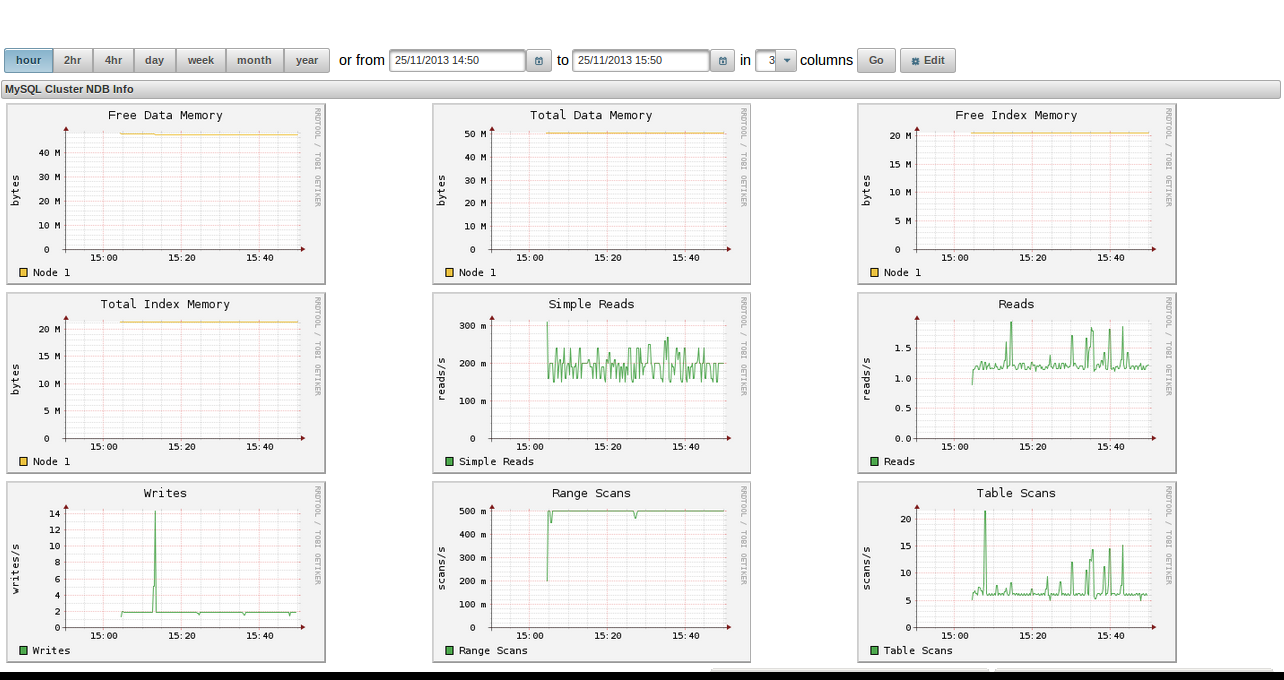 hour 2hr 4hr day week month year or from 25/11/2013 14:50 to 25/11/2013 15:50 in 3 columns Go Edit
MySQL Cluster NDB Info
Free Data Memory
RRDTOOL / TOBI OETIKER
bytes
40 M
30 M
20 M
10 M
0
15:00 15:20 15:40
Node 1
Total Data Memory
RRDTOOL / TOBI OETIKER
bytes
50 M
40 M
30 M
20 M
10 M
0
15:00 15:20 15:40
Node 1
Free Index Memory
RRDTOOL / TOBI OETIKER
bytes
20 M
15 M
10 M
5 M
0
15:00 15:20 15:40
Node 1
Total Index Memory
RRDTOOL / TOBI OETIKER
bytes
20 M
15 M
10 M
5 M
0
15:00 15:20 15:40
Node 1
Simple Reads
RRDTOOL / TOBI OETIKER
reads/s
300 m
200 m
100 m
0
15:00 15:20 15:40
Simple Reads
Reads
RRDTOOL / TOBI OETIKER
reads/s
1.5
1.0
0.5
0.0
15:00 15:20 15:40
Reads
Writes
RRDTOOL / TOBI OETIKER
writes/s
14
12
10
8
6
4
2
0
15:00 15:20 15:40
Writes
Range Scans
RRDTOOL / TOBI OETIKER
scans/s
500 m
400 m
300 m
200 m
100 m
0
15:00 15:20 15:40
Range Scans
Table Scans
RRDTOOL / TOBI OETIKER
scans/s
20
15
10
5
0
15:00 15:20 15:40
Table Scans